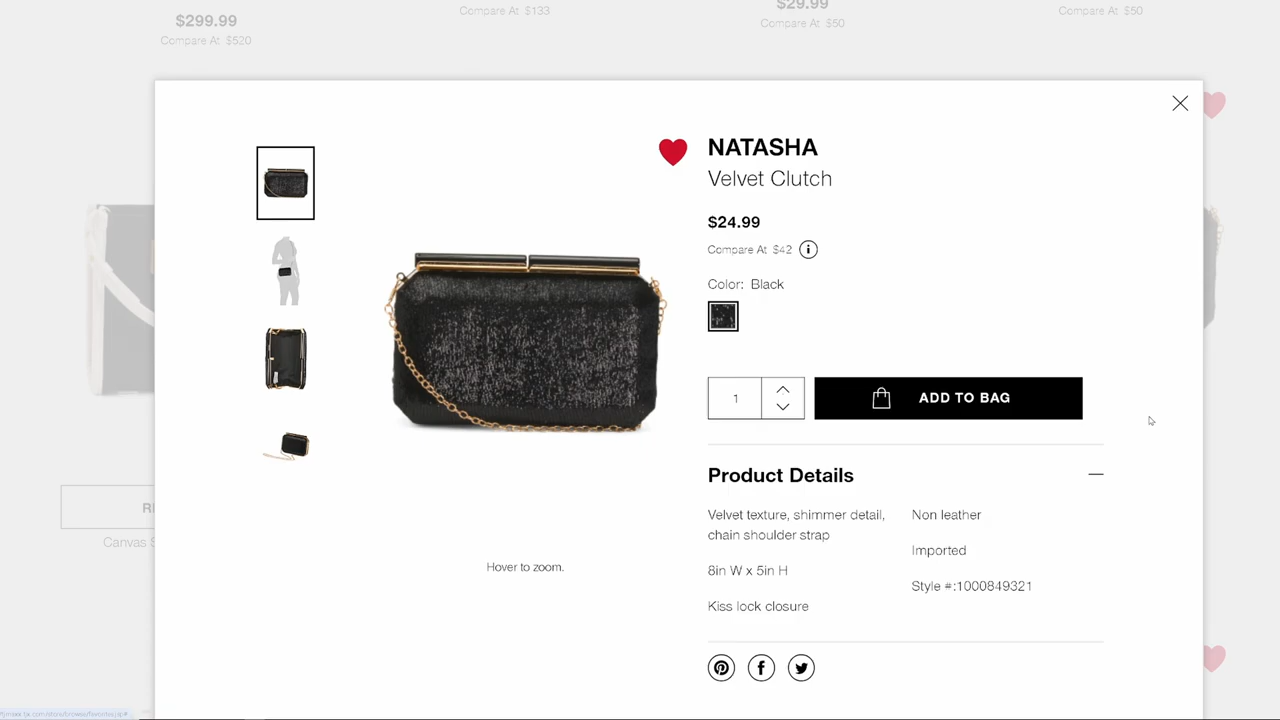 $299.99
Compare At $520
Compare At $133
$29.99
Compare At $50
Compare At $50
NATASHA
Velvet Clutch
$24.99
Compare At $42
Color: Black
1
ADD TO BAG
Product Details
Velvet texture, shimmer detail,
chain shoulder strap
8in W x 5in H
Kiss lock closure
Non leather
Imported
Style #:1000849321
Hover to zoom.
Canvas